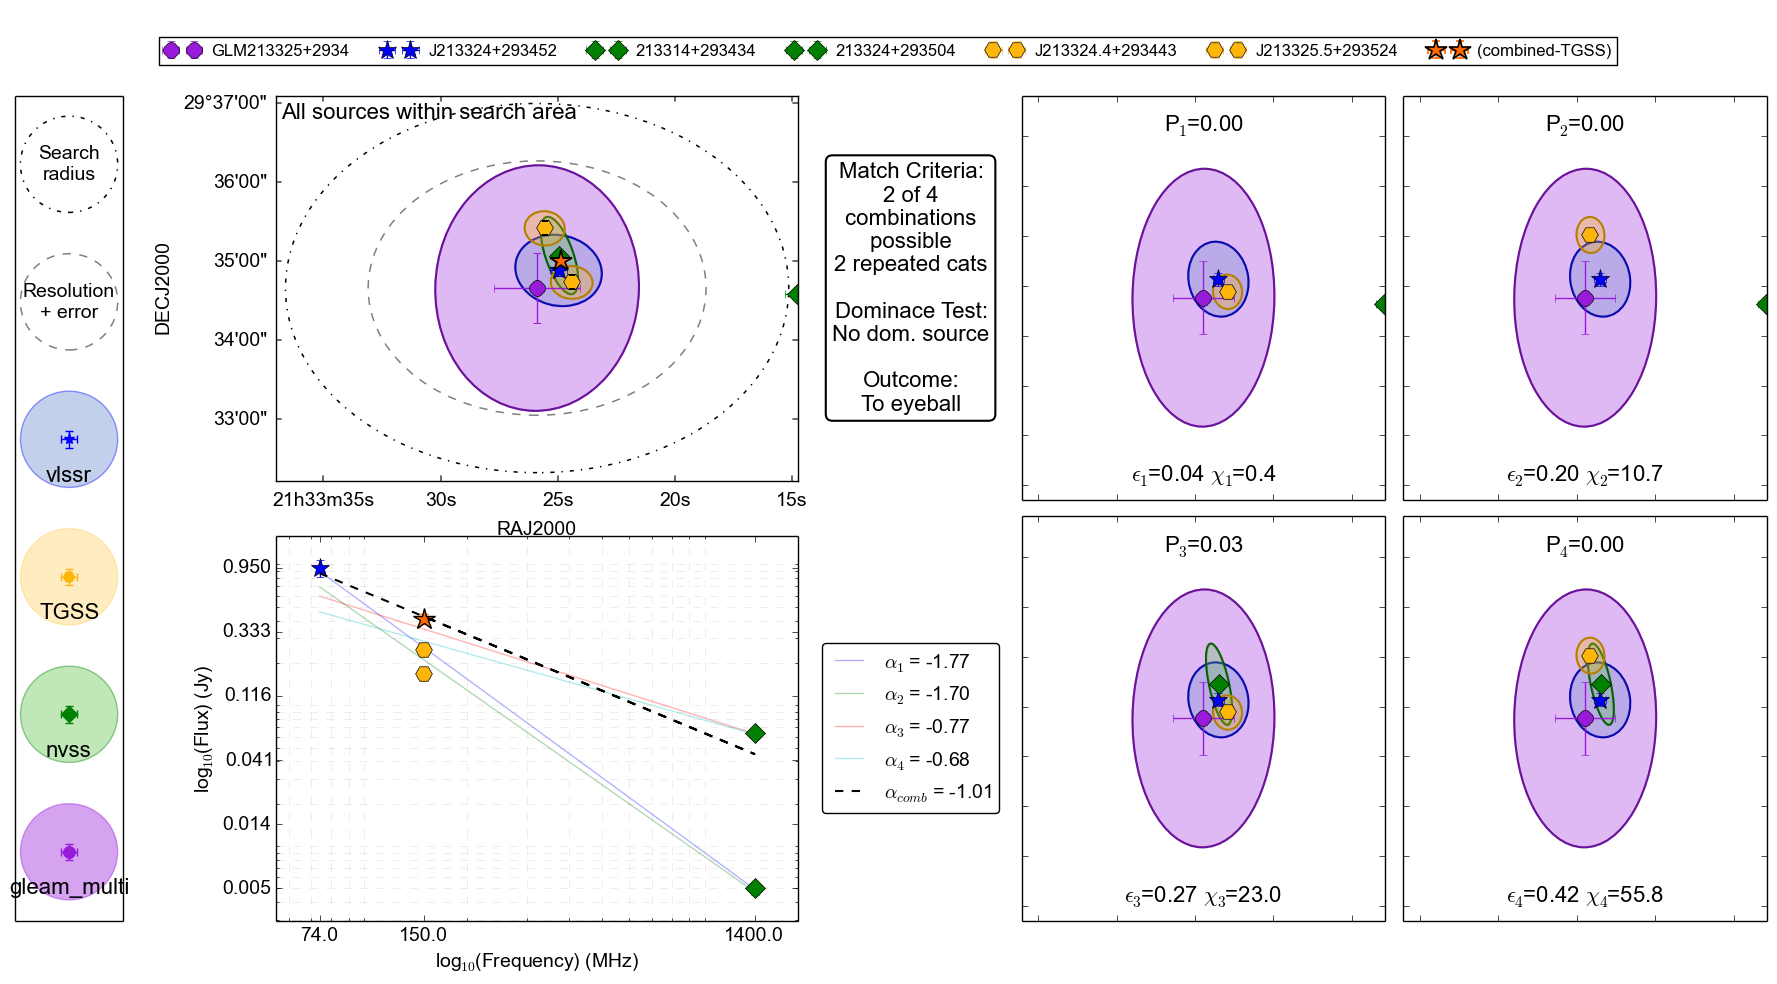 GLM213325+2934 J213324+293452 213314+293434 213324+293504 J213324.4+293443 J213325.5+293524 (combined-TGSS)
Search
radius
Resolution
+ error
vlssr
TGSS
nvss
gleam_multi
All sources within search area
29°37'00"
36'00"
35'00"
34'00"
33'00"
DECJ2000
21h33m35s 30s 25s 20s 15s
RAJ2000
Match Criteria:
2 of 4
combinations
possible
2 repeated cats
Dominace Test:
No dom. source
Outcome:
To eyeball
P1=0.00
ϵ1=0.04 χ1=0.4
P2=0.00
ϵ2=0.20 χ2=10.7
P3=0.03
ϵ3=0.27 χ3=23.0
P4=0.00
ϵ4=0.42 χ4=55.8
0.950
0.333
0.116
0.041
0.014
0.005
log10(Flux) (Jy)
74.0 150.0 1400.0
log10(Frequency) (MHz)
α1 = -1.77
α2 = -1.70
α3 = -0.77
α4 = -0.68
αcomb = -1.01